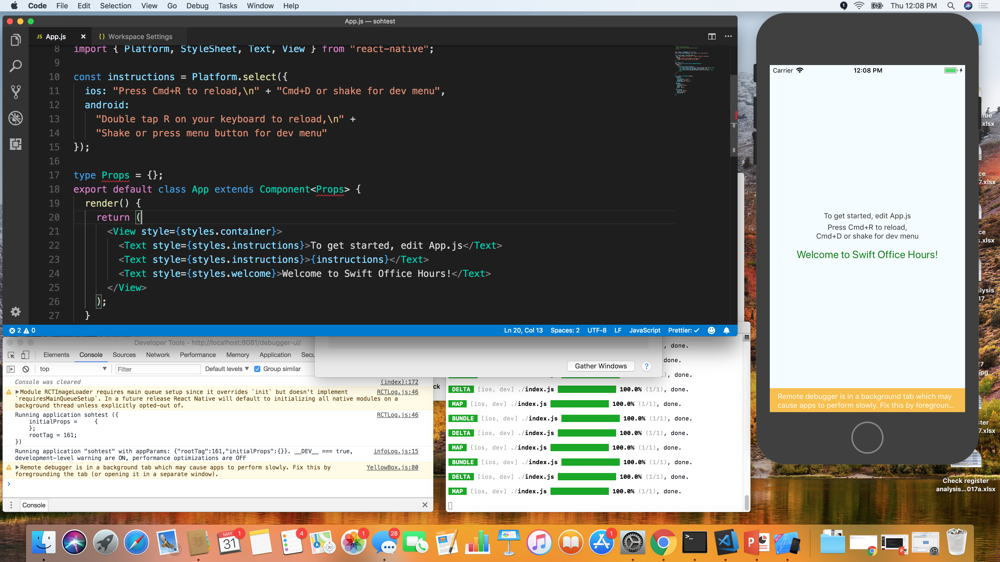 Code File Edit Selection View Go Debug Tasks Window Help
Thu 12:08 PM
App.js — sohtest
JS App.js
{} Workspace Settings
8 import { Platform, StyleSheet, Text, View } from "react-native";
9
10 const instructions = Platform.select({
11 ios: "Press Cmd+R to reload,\n" + "Cmd+D or shake for dev menu",
12 android:
13 "Double tap R on your keyboard to reload,\n" +
14 "Shake or press menu button for dev menu"
15 });
16
17 type Props = {};
18 export default class App extends Component<Props> {
19 render() {
20 return (
21 <View style={styles.container}>
22 <Text style={styles.instructions}>To get started, edit App.js</Text>
23 <Text style={styles.instructions}>{instructions}</Text>
24 <Text style={styles.welcome}>Welcome to Swift Office Hours!</Text>
25 </View>
26 );
27 }
2 0
Ln 20, Col 13 Spaces: 2 UTF-8 LF JavaScript Prettier: ✓
Carrier 12:08 PM
To get started, edit App.js
Press Cmd+R to reload,
Cmd+D or shake for dev menu
Welcome to Swift Office Hours!
Remote debugger is in a background tab which may
cause apps to perform slowly. Fix this by foregroun...
Developer Tools - http://localhost:8081/debugger-ui/
Elements Console Sources Network Performance Memory Application Secu
top Filter Default levels Group similar
Console was cleared (index):172
Module RCTImageLoader requires main queue setup since it overrides `init` but doesn't implement RCTLog.js:46
`requiresMainQueueSetup`. In a future release React Native will default to initializing all native modules on a
background thread unless explicitly opted-out of.
Running application sohtest ({ RCTLog.js:46
initialProps = {
};
rootTag = 161;
})
Running application "sohtest" with appParams: {"rootTag":161,"initialProps":{}}. __DEV__ === true, infoLog.js:15
development-level warning are ON, performance optimizations are OFF
Remote debugger is in a background tab which may cause apps to perform slowly. Fix this by YellowBox.js:80
foregrounding the tab (or opening it in a separate window).
>
Console
Gather Windows ?
ck
, done.
done.
), done.
DELTA [ios, dev] ./index.js 100.0% (1/1), done.
MAP [ios, dev] ./index.js 100.0% (1/1), done.
BUNDLE [ios, dev] ./index.js 100.0% (1/1), done.
DELTA [ios, dev] ./index.js 100.0% (1/1), done.
MAP [ios, dev] ./index.js 100.0% (1/1), done.
BUNDLE [ios, dev] ./index.js 100.0% (1/1), done.
DELTA [ios, dev] ./index.js 100.0% (1/1), done.
MAP [ios, dev] ./index.js 100.0% (1/1), done.
nue
.xlsx
ce
7.xlsx
ce
s.xlsx
lysis
17
27
jpg
ster
7.xlsx
XLSX
Check register
analysis...017a.xlsx
MAY
31
1
4
3D
1
28
PAGES
1
>_
P
BETA